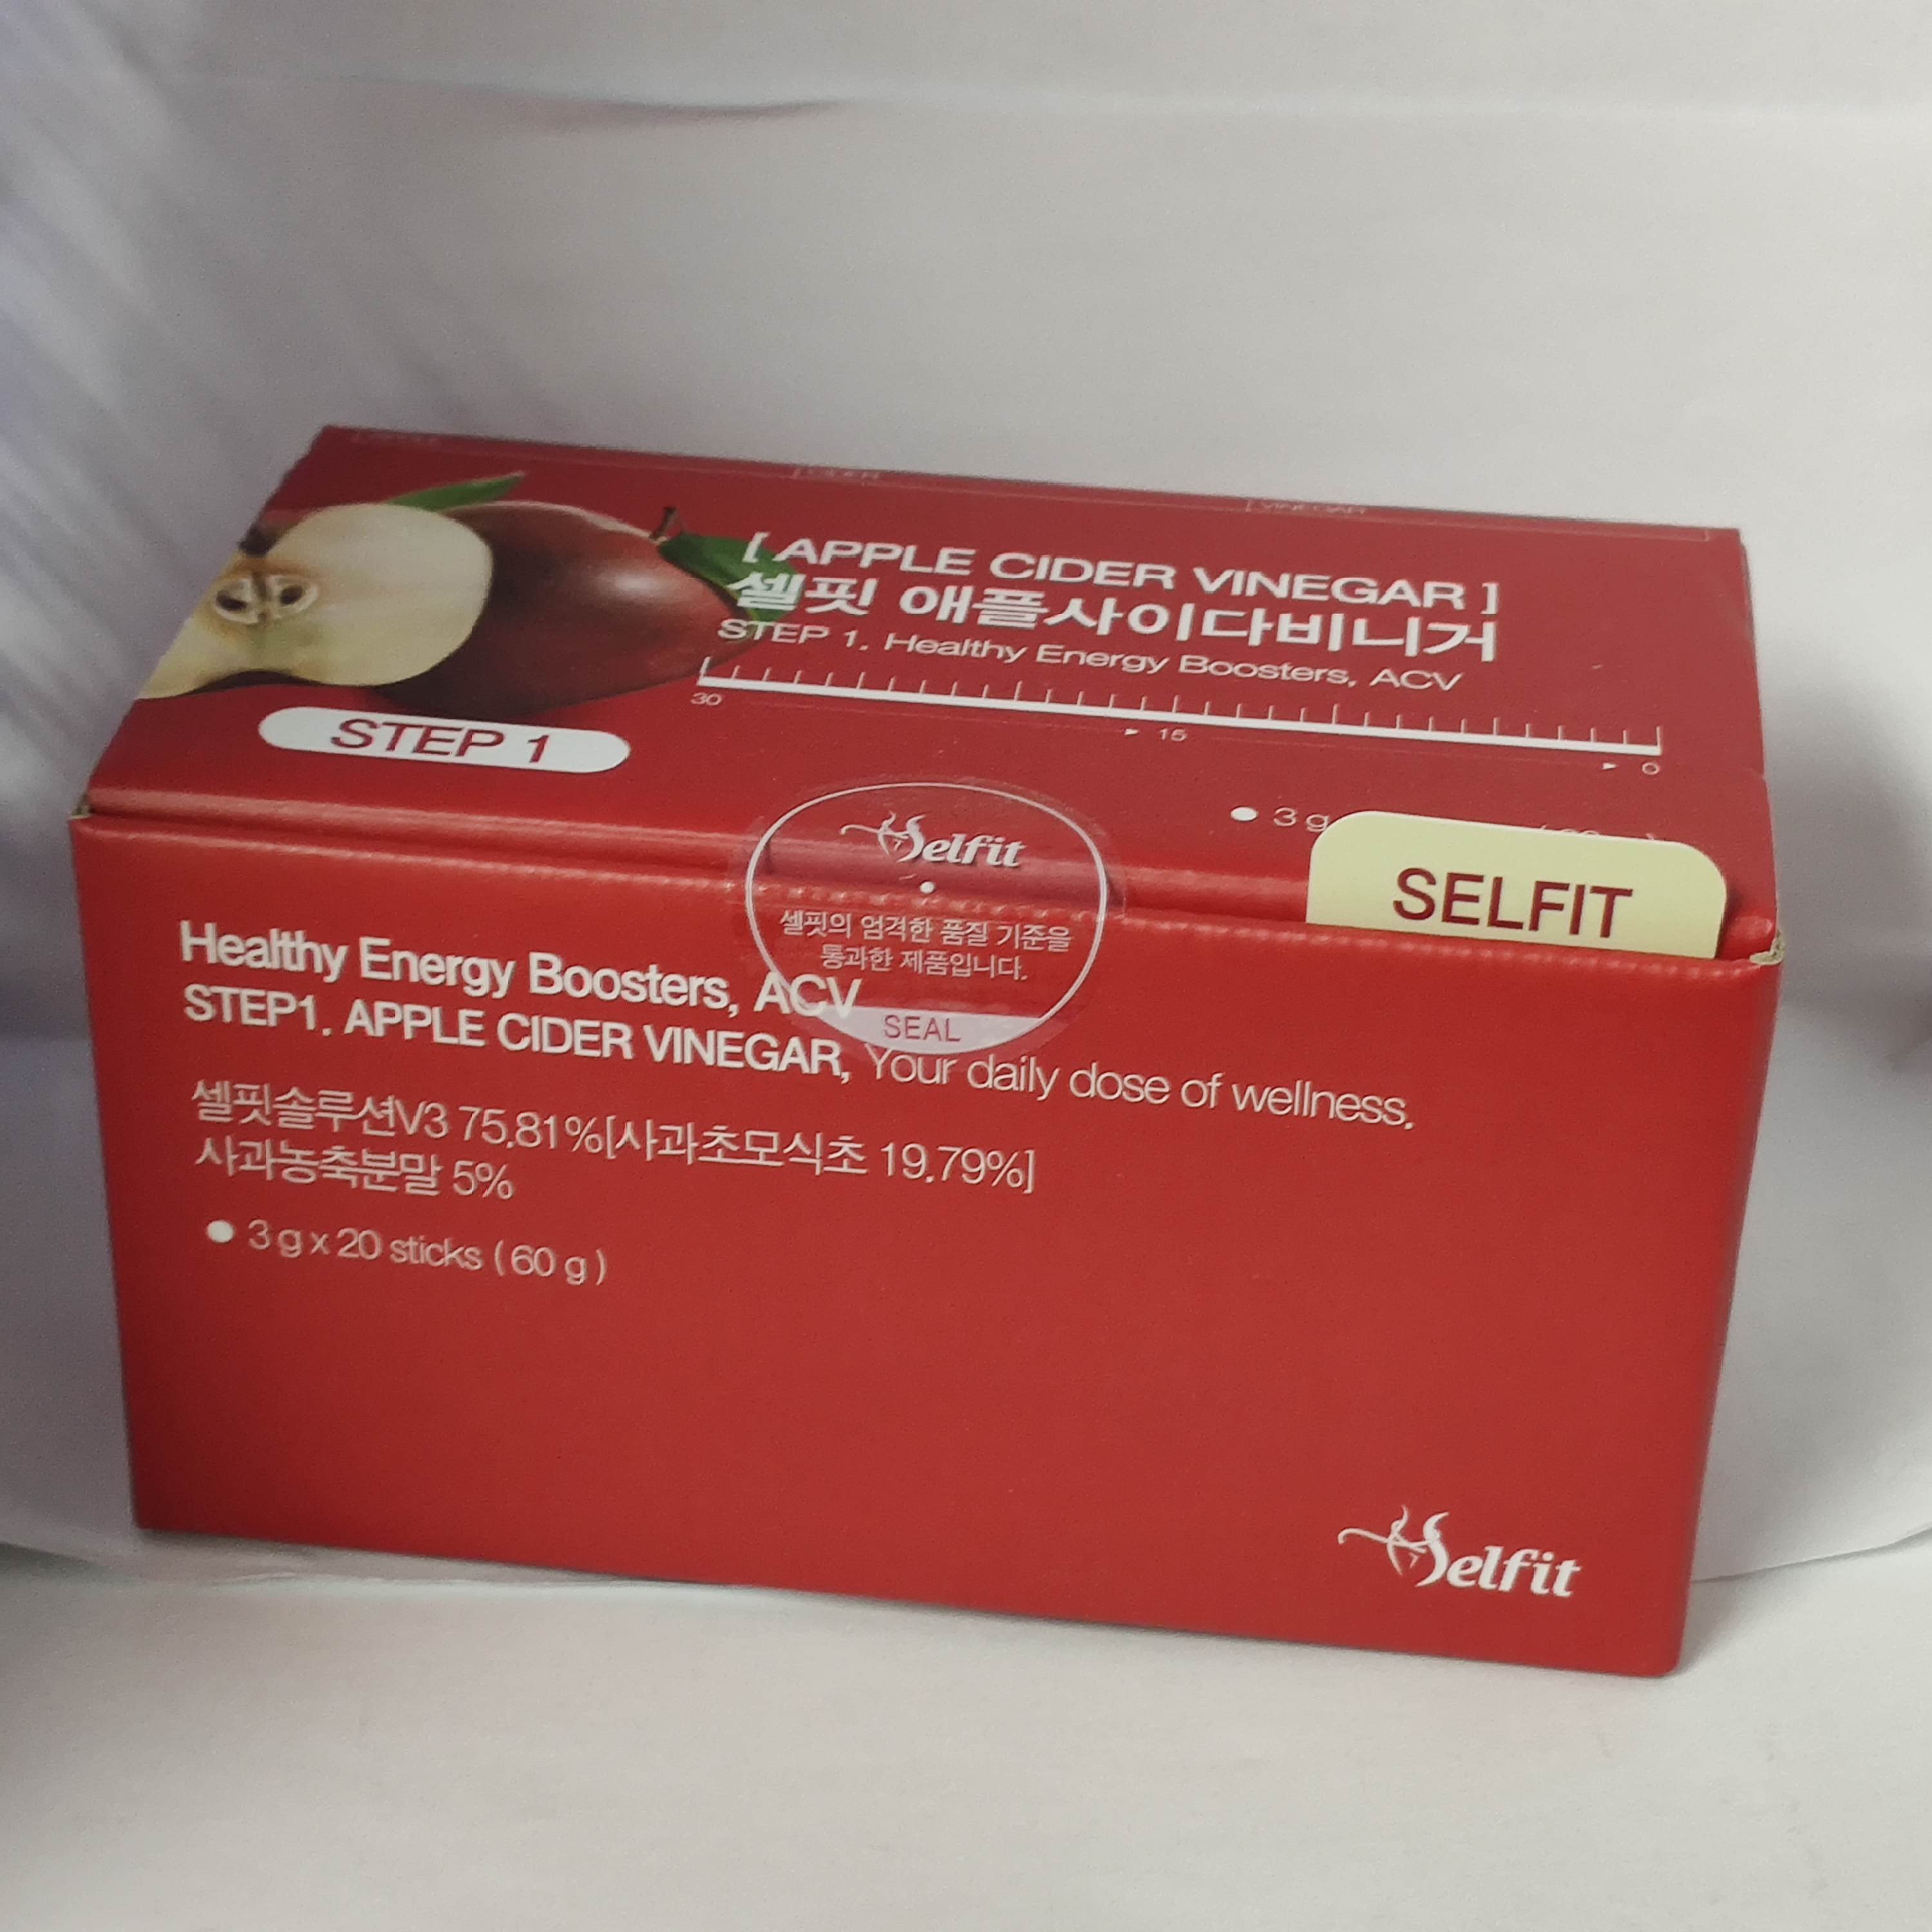 [ APPLE CIDER VINEGAR ]
셀핏 애플사이다비니거
STEP 1. Healthy Energy Boosters, ACV
30
15
0
STEP 1
3 g
SELFIT
Selfit
셀핏의 엄격한 품질 기준을
통과한 제품입니다.
SEAL
Healthy Energy Boosters, ACV
STEP1. APPLE CIDER VINEGAR, Your daily dose of wellness.
셀핏솔루션V3 75.81%[사과초모식초 19.79%]
사과농축분말 5%
● 3 g x 20 sticks ( 60 g )
Selfit